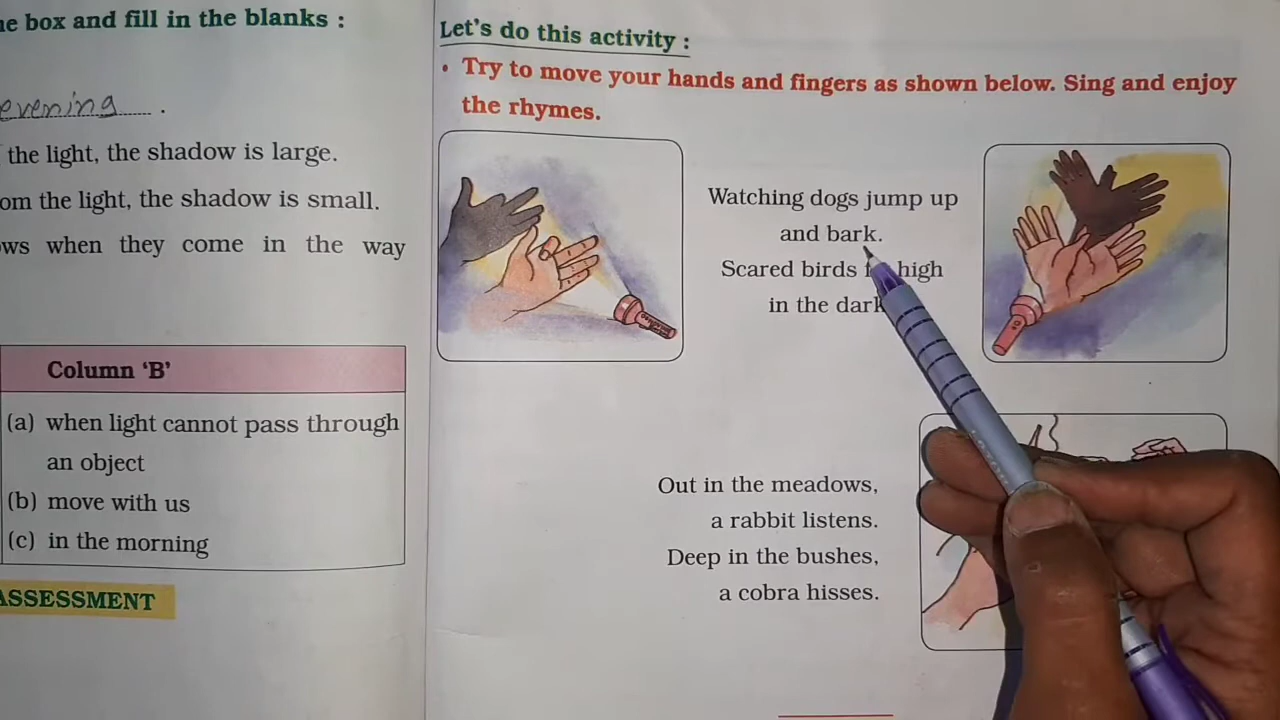 he box and fill in the blanks :
evening .
the light, the shadow is large.
om the light, the shadow is small.
ws when they come in the way
Column ‘B’
(a) when light cannot pass through
an object
(b) move with us
(c) in the morning
ASSESSMENT
Let’s do this activity :
• Try to move your hands and fingers as shown below. Sing and enjoy
the rhymes.
Watching dogs jump up
and bark.
Scared birds high
in the dark
Out in the meadows,
a rabbit listens.
Deep in the bushes,
a cobra hisses.